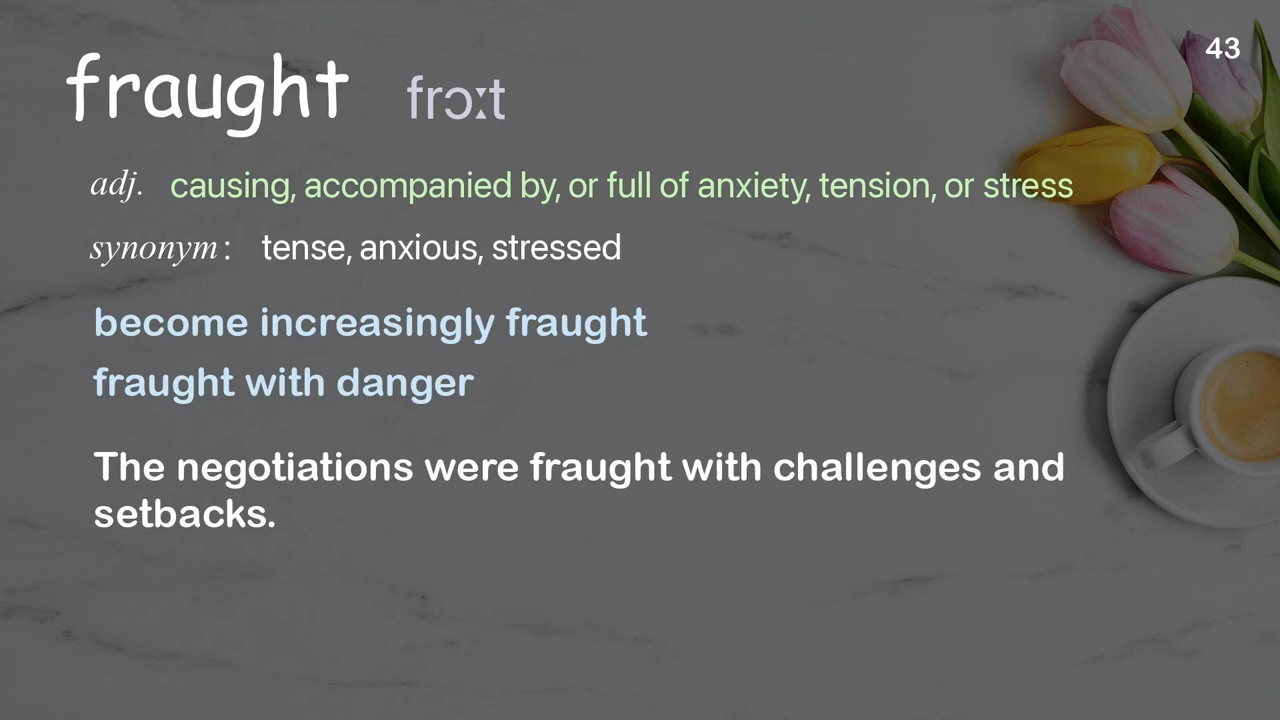 43
fraught frɔːt
adj. causing, accompanied by, or full of anxiety, tension, or stress
synonym: tense, anxious, stressed
become increasingly fraught
fraught with danger
The negotiations were fraught with challenges and
setbacks.